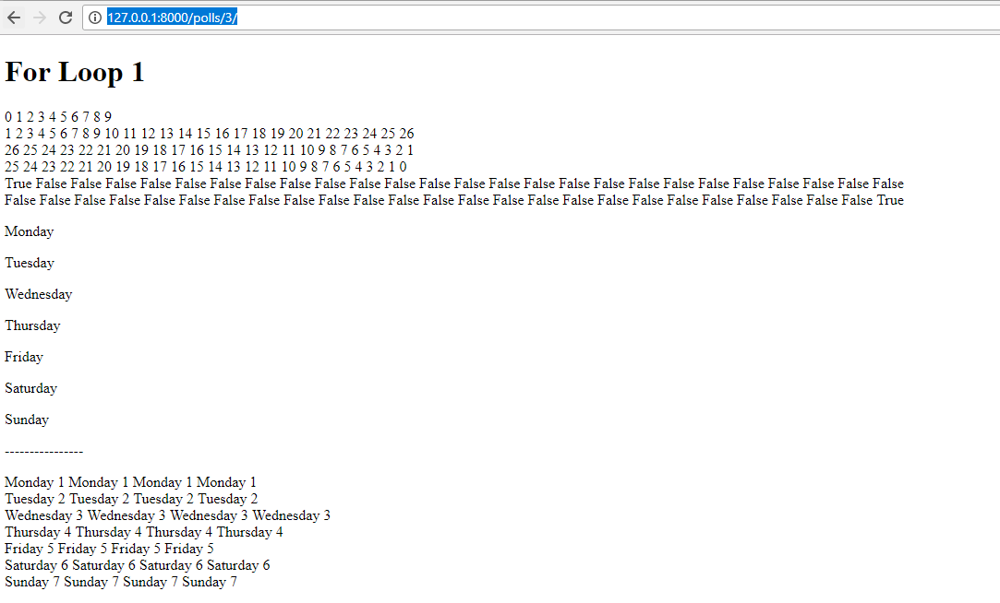 127.0.0.1:8000/polls/3/
For Loop 1
0 1 2 3 4 5 6 7 8 9
1 2 3 4 5 6 7 8 9 10 11 12 13 14 15 16 17 18 19 20 21 22 23 24 25 26
26 25 24 23 22 21 20 19 18 17 16 15 14 13 12 11 10 9 8 7 6 5 4 3 2 1
25 24 23 22 21 20 19 18 17 16 15 14 13 12 11 10 9 8 7 6 5 4 3 2 1 0
True False False False False False False False False False False False False False False False False False False False False False False False False False
False False False False False False False False False False False False False False False False False False False False False False False False False True
Monday
Tuesday
Wednesday
Thursday
Friday
Saturday
Sunday
----------------
Monday 1 Monday 1 Monday 1 Monday 1
Tuesday 2 Tuesday 2 Tuesday 2 Tuesday 2
Wednesday 3 Wednesday 3 Wednesday 3 Wednesday 3
Thursday 4 Thursday 4 Thursday 4 Thursday 4
Friday 5 Friday 5 Friday 5 Friday 5
Saturday 6 Saturday 6 Saturday 6 Saturday 6
Sunday 7 Sunday 7 Sunday 7 Sunday 7